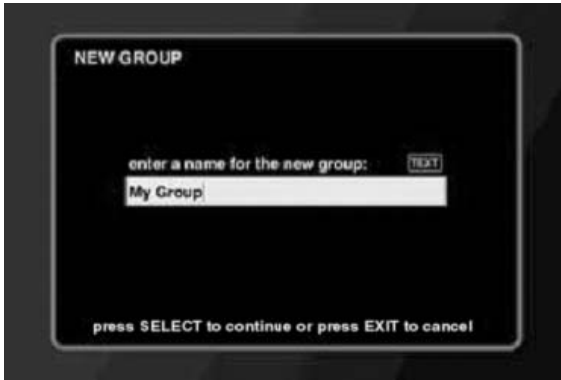 NEW GROUP
enter a name for the new group: TEXT
My Group
press SELECT to continue or press EXIT to cancel